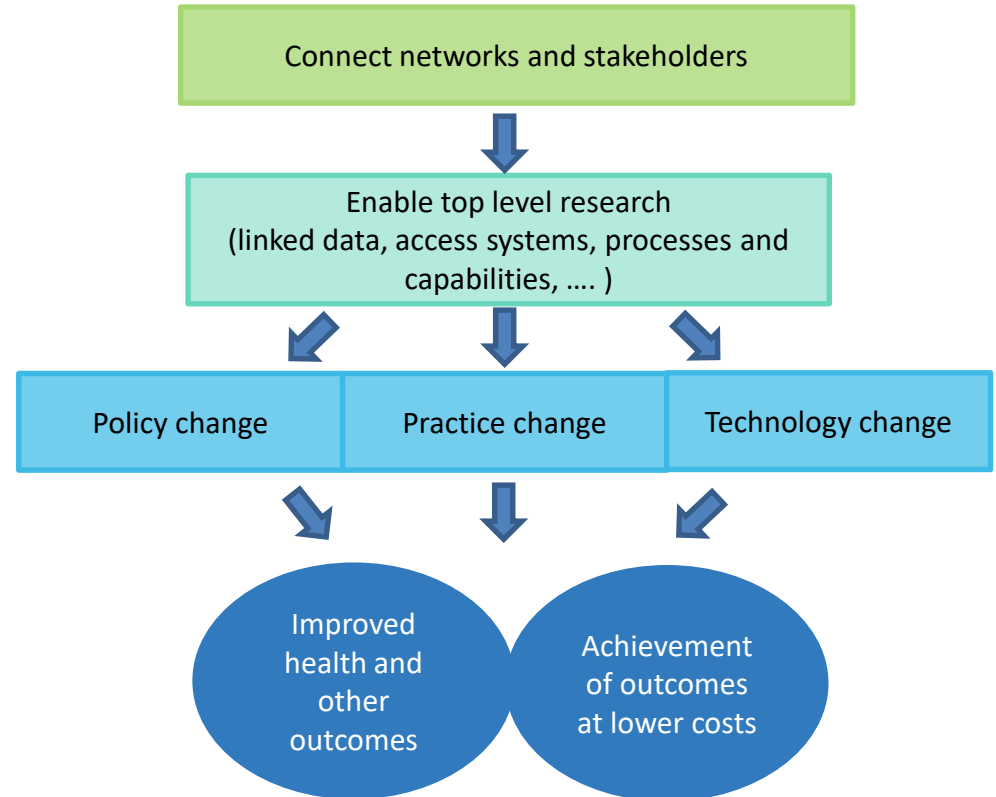 Connect networks and stakeholders
Enable top level research
(linked data, access systems, processes and
capabilities, .... )
Policy change
Practice change
Technology change
Improved
health and
other
outcomes
Achievement
of outcomes
at lower costs